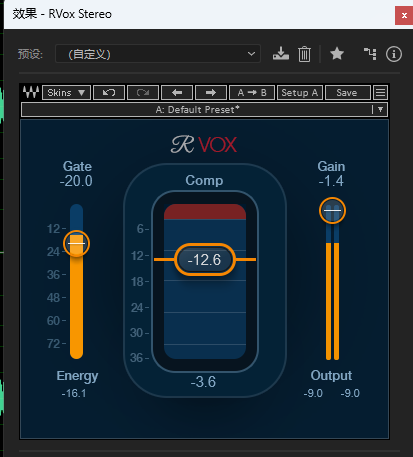 效果 - RVox Stereo
预设: (自定义)
Skins A → B Setup A Save
A: Default Preset*
R VOX
Gate Comp Gain
-20.0 -1.4
12
24
36
48
60
72
6
12
18
24
30
36
-12.6
Energy -3.6 Output
-16.1 -9.0 -9.0